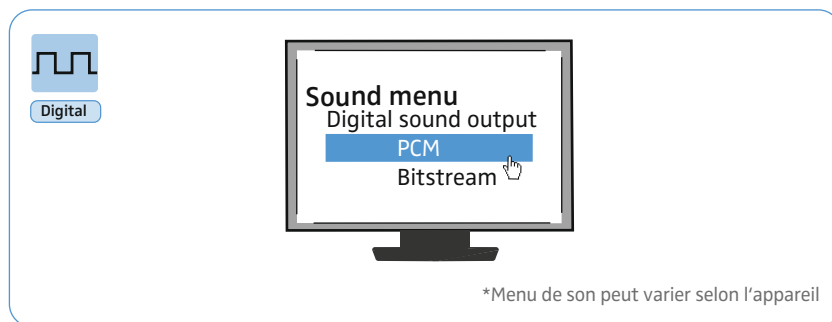 Digital
Sound menu
Digital sound output
PCM
Bitstream
*Menu de son peut varier selon l‘appareil